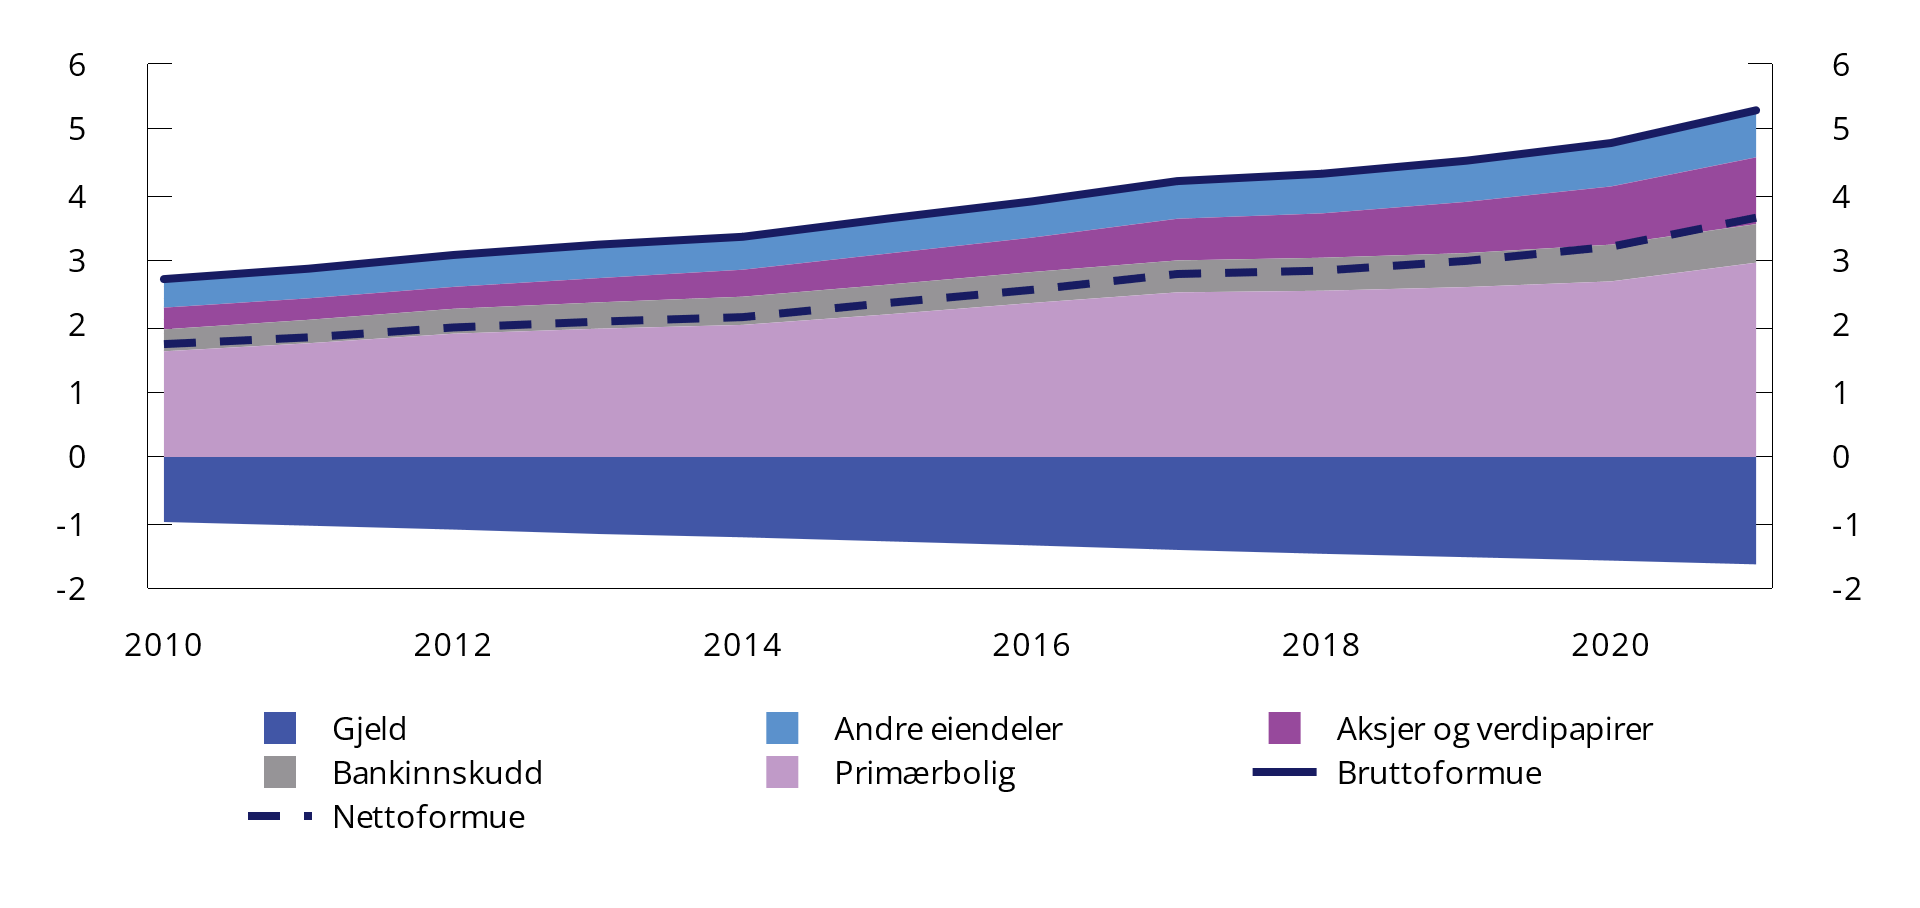 6 6
5 5
4 4
3 3
2 2
1 1
0 0
-1 -1
-2 -2
2010 2012 2014 2016 2018 2020
Gjeld Andre eiendeler Aksjer og verdipapirer
Bankinnskudd Primærbolig Bruttoformue
Nettoformue